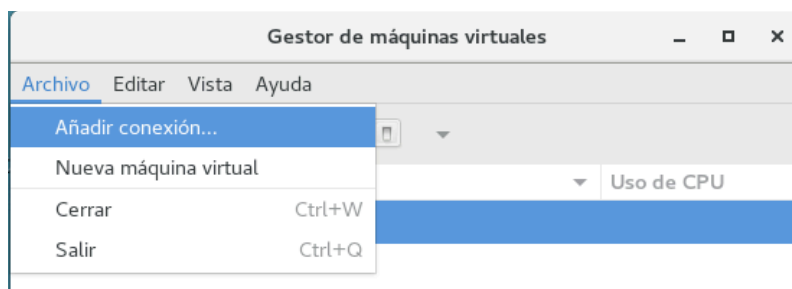 Gestor de máquinas virtuales
Archivo Editar Vista Ayuda
Añadir conexión...
Nueva máquina virtual
Uso de CPU
Cerrar Ctrl+W
Salir Ctrl+Q